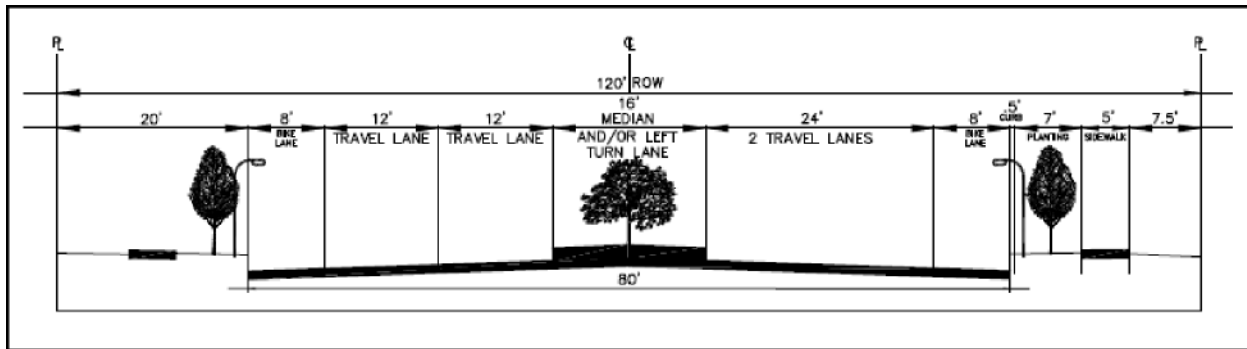 PL
CL
PL
120' ROW
20'
8'
BIKE
LANE
12'
TRAVEL LANE
12'
TRAVEL LANE
16'
MEDIAN
AND/OR LEFT
TURN LANE
24'
2 TRAVEL LANES
8'
BIKE
LANE
.5'
CURB
7'
PLANTING
5'
SIDEWALK
7.5'
80'